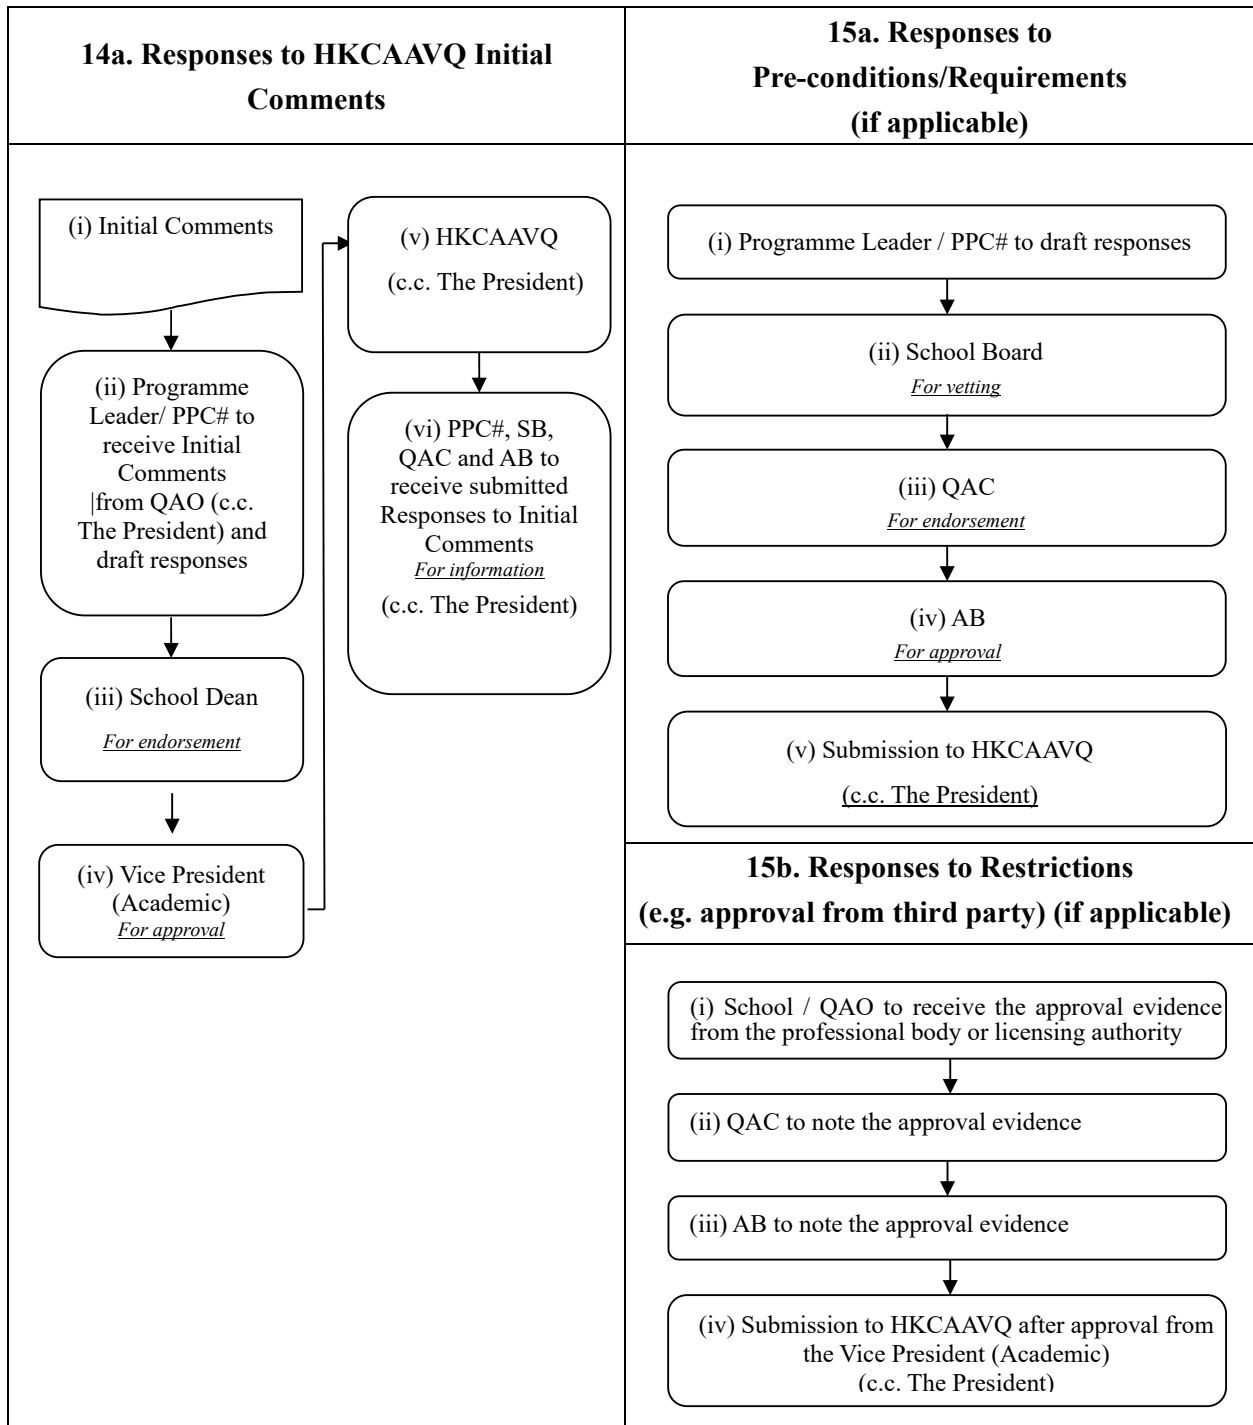 14a. Responses to HKCAAVQ Initial
Comments
(i) Initial Comments
(ii) Programme
Leader/ PPC# to
receive Initial
Comments
|from QAO (c.c.
The President) and
draft responses
(iii) School Dean
For endorsement
(iv) Vice President
(Academic)
For approval
(v) HKCAAVQ
(c.c. The President)
(vi) PPC#, SB,
QAC and AB to
receive submitted
Responses to Initial
Comments
For information
(c.c. The President)
15a. Responses to
Pre-conditions/Requirements
(if applicable)
(i) Programme Leader / PPC# to draft responses
(ii) School Board
For vetting
(iii) QAC
For endorsement
(iv) AB
For approval
(v) Submission to HKCAAVQ
(c.c. The President)
15b. Responses to Restrictions
(e.g. approval from third party) (if applicable)
(i) School / QAO to receive the approval evidence
from the professional body or licensing authority
(ii) QAC to note the approval evidence
(iii) AB to note the approval evidence
(iv) Submission to HKCAAVQ after approval from
the Vice President (Academic)
(c.c. The President)